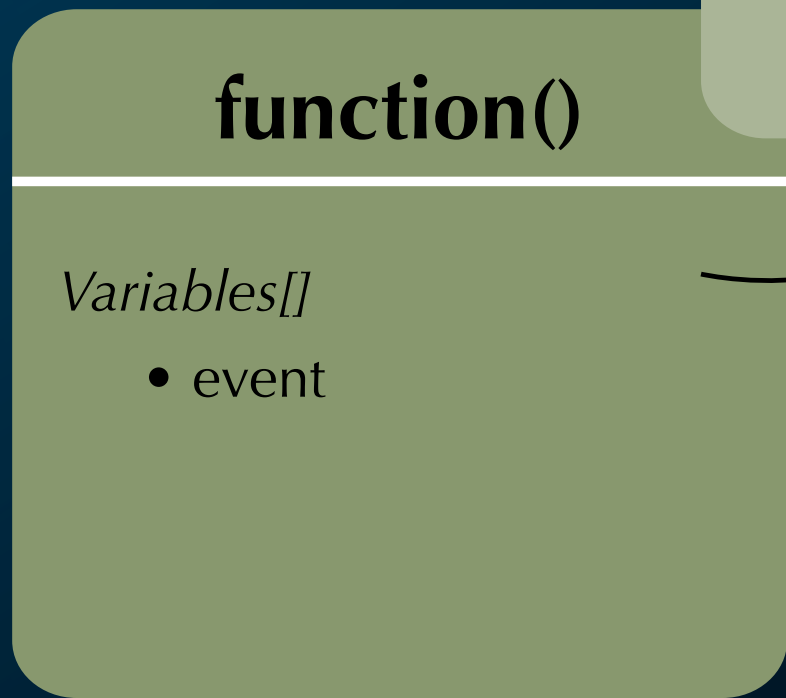 function()
Variables[]
• event